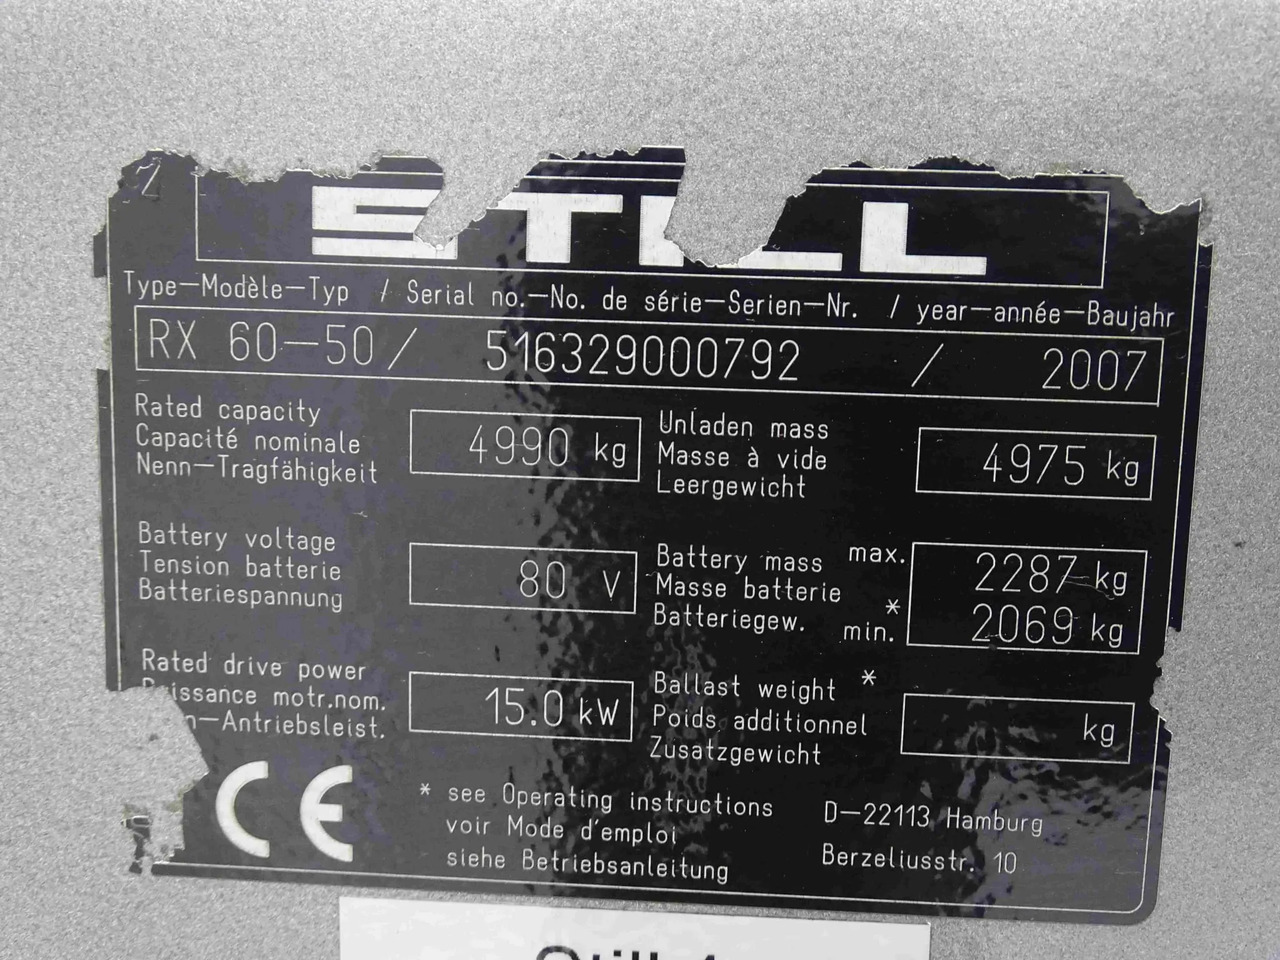 STILL
Type-Modèle-Typ / Serial no.-No. de série-Serien-Nr. / year-année-Baujahr
RX 60-50 / 516329000792 / 2007
Rated capacity
Capacité nominale
Nenn-Tragfähigkeit
4990 kg
Unladen mass
Masse à vide
Leergewicht
4975 kg
Battery voltage
Tension batterie
Batteriespannung
80 V
Battery mass max.
Masse batterie
Batteriegew. * min.
2287 kg
2069 kg
Rated drive power
Puissance motr.nom.
-Antriebsleist.
15.0 kW
Ballast weight *
Poids additionnel
Zusatzgewicht
kg
CE
* see Operating instructions
voir Mode d'emploi
siehe Betriebsanleitung
D-22113 Hamburg
Berzeliusstr. 10